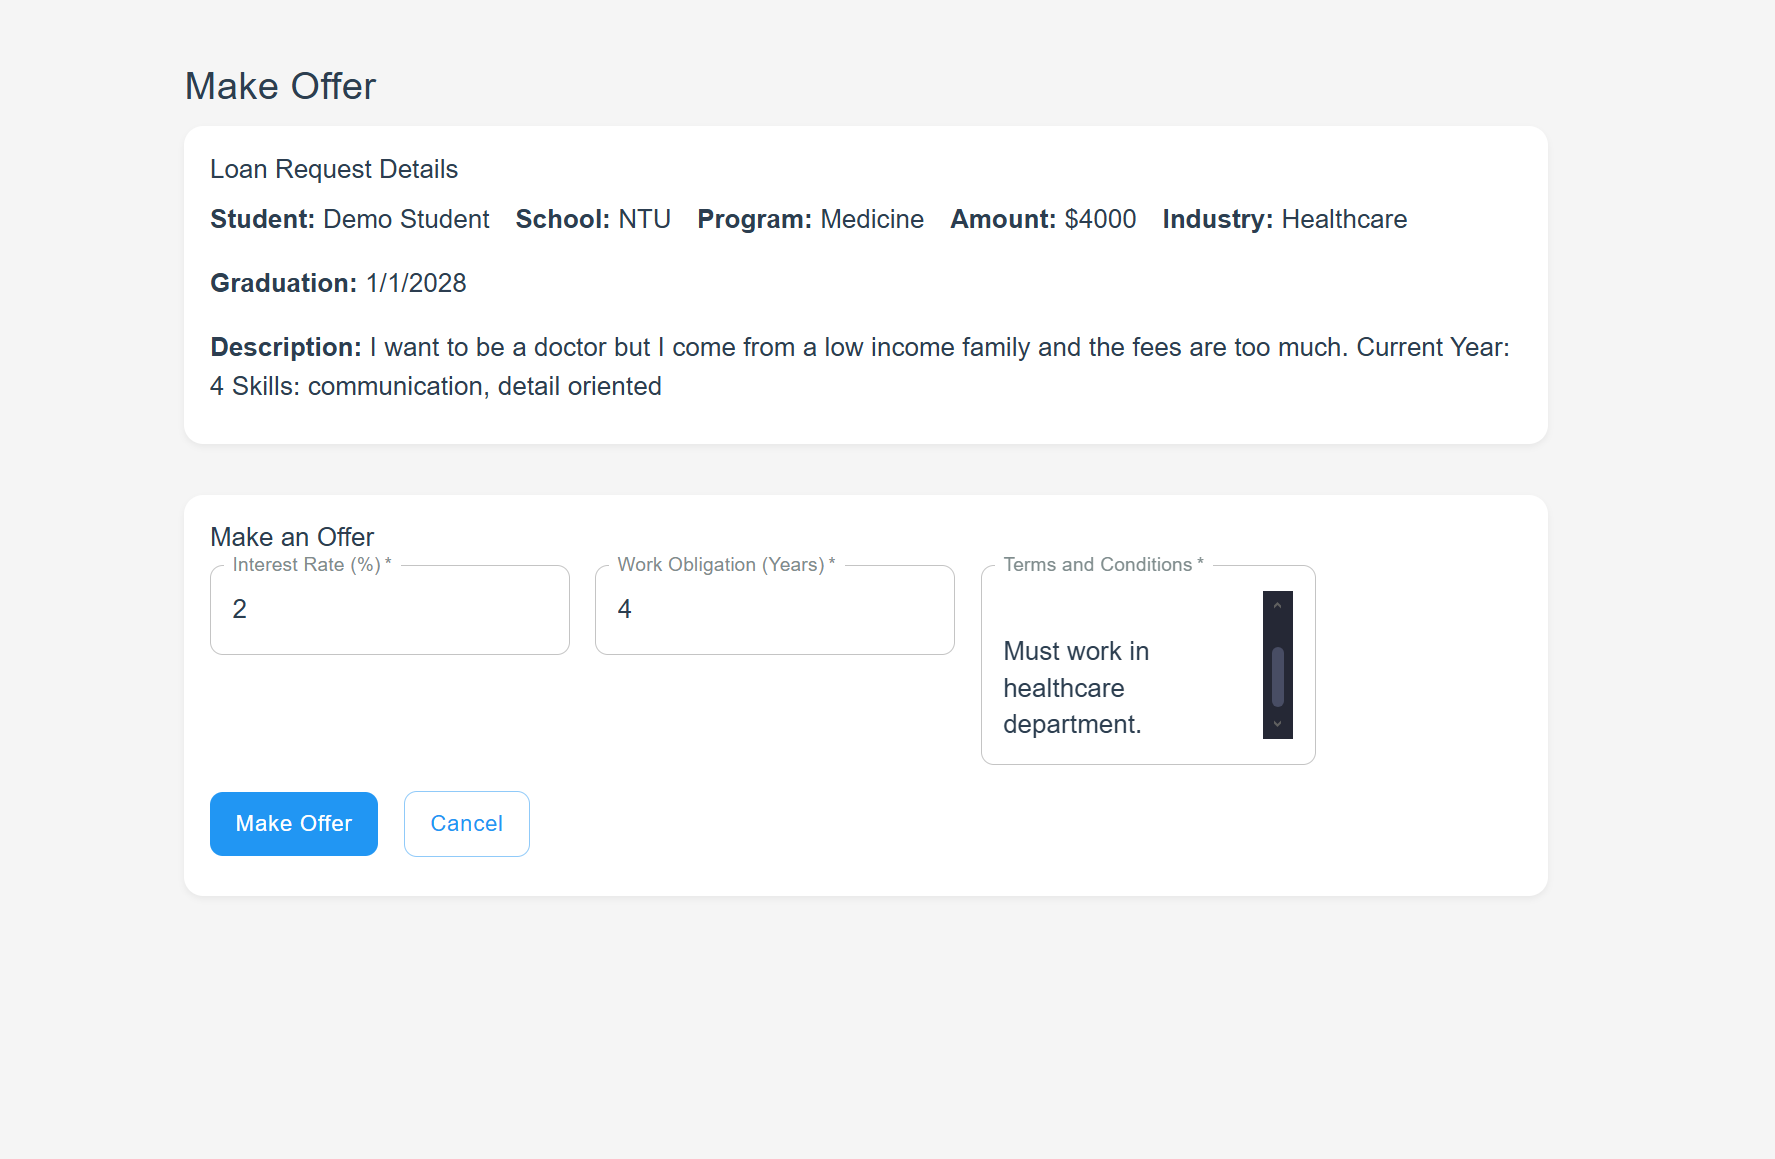 Make Offer
Loan Request Details
Student: Demo Student School: NTU Program: Medicine Amount: $4000 Industry: Healthcare
Graduation: 1/1/2028
Description: I want to be a doctor but I come from a low income family and the fees are too much. Current Year:
4 Skills: communication, detail oriented
Make an Offer
Interest Rate (%) * Work Obligation (Years) * Terms and Conditions *
2 4
Must work in
healthcare
department.
Make Offer Cancel